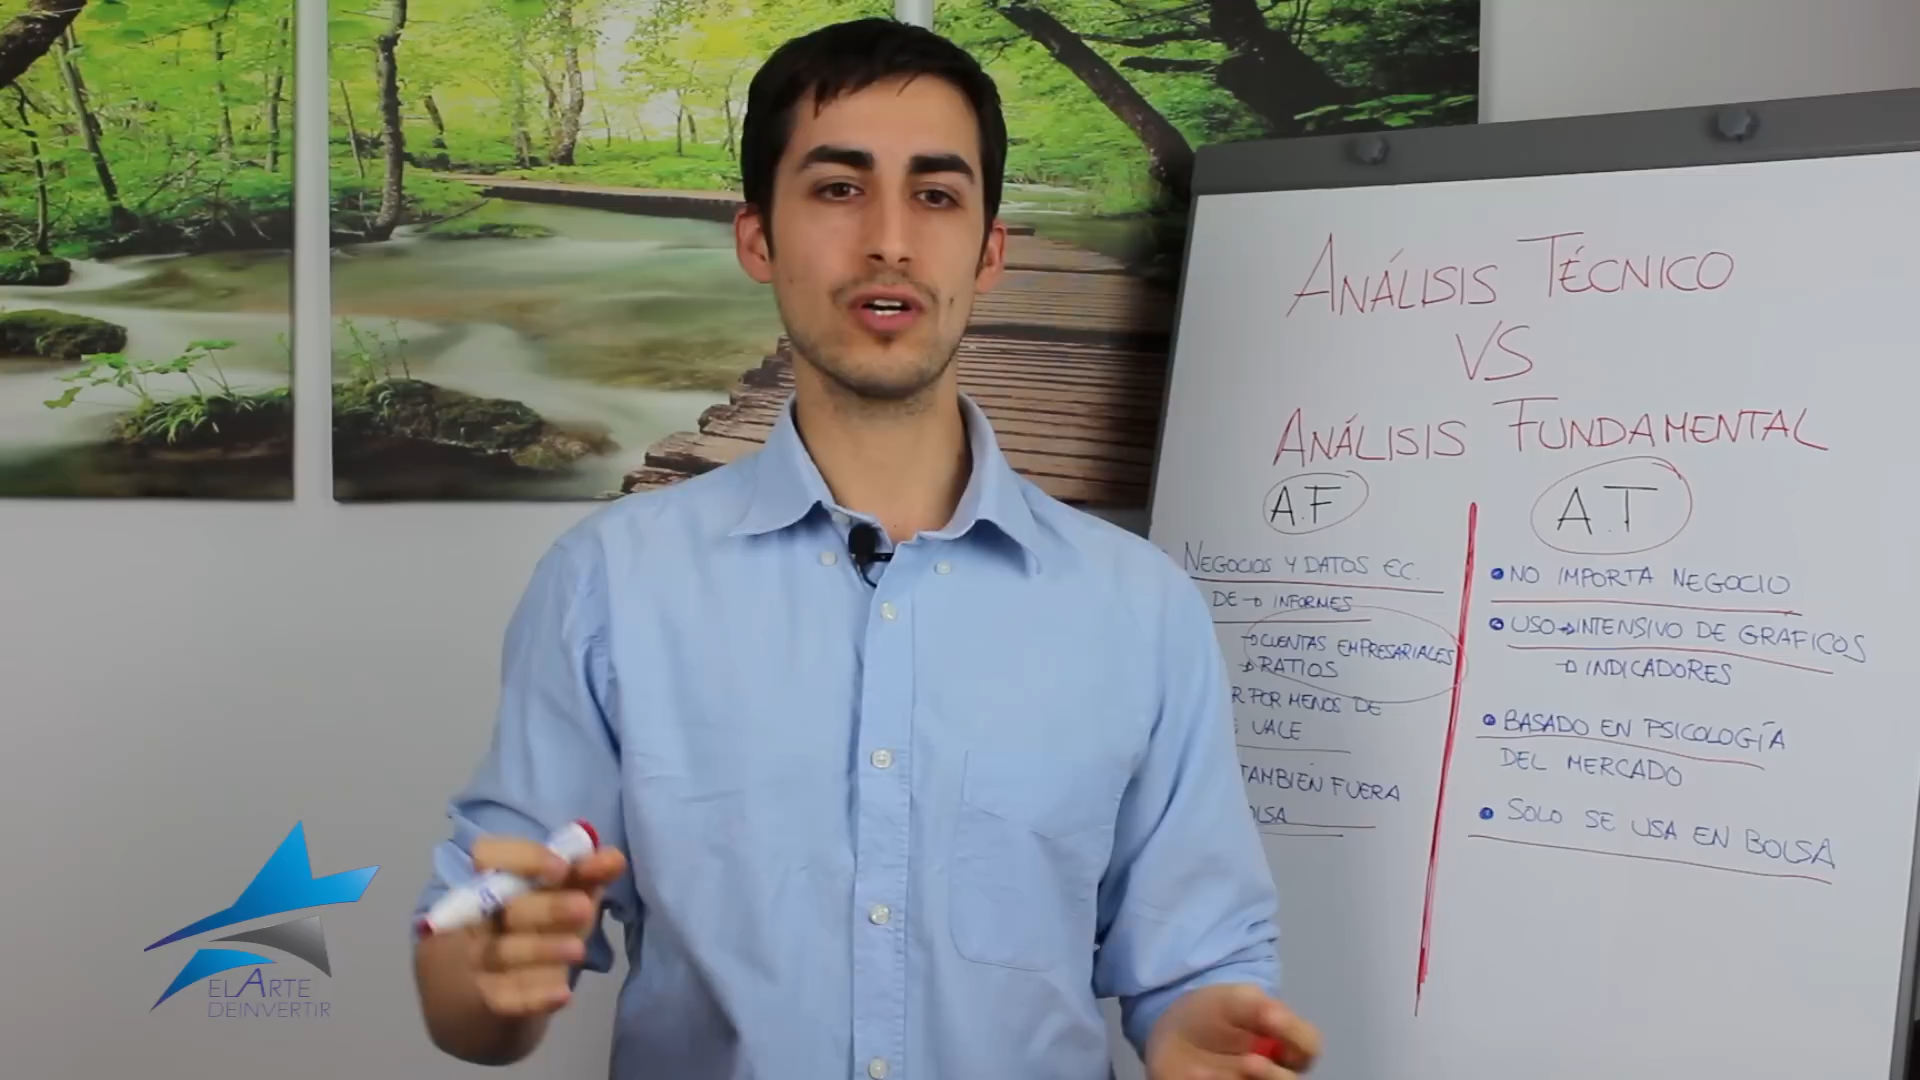 ANÁLISIS TÉCNICO
VS
ANÁLISIS FUNDAMENTAL
A.F
NEGOCIOS Y DATOS EC.
DE → INFORMES
→ CUENTAS EMPRESARIALES
→ RATIOS
POR MENOS DE
VALE
TAMBIÉN FUERA
A.T
• NO IMPORTA NEGOCIO
• USO → INTENSIVO DE GRAFICOS
→ INDICADORES
• BASADO EN PSICOLOGÍA
DEL MERCADO
• SOLO SE USA EN BOLSA
EL ARTE
DE INVERTIR